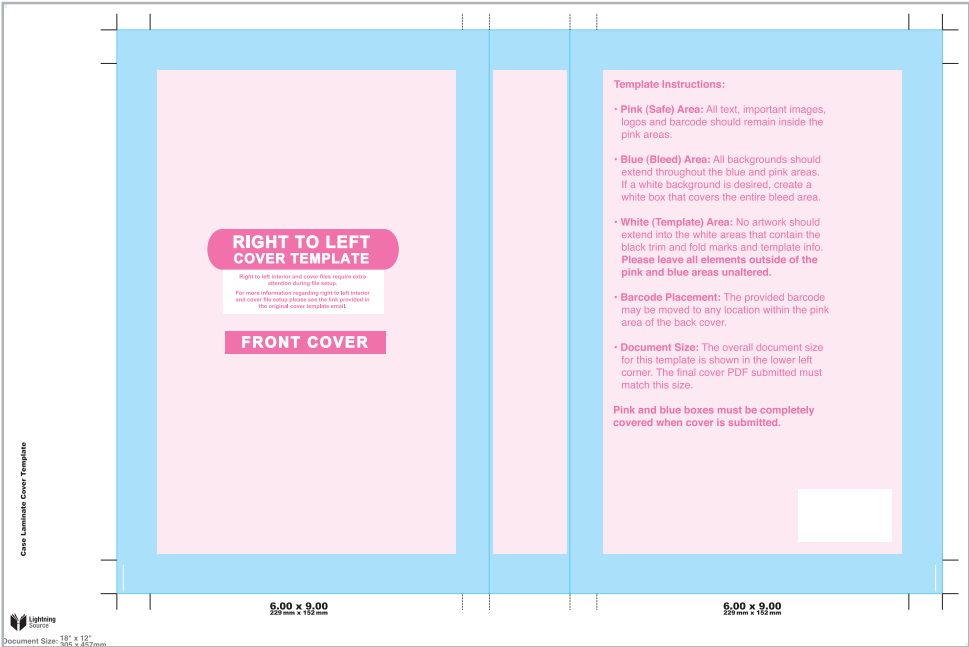 RIGHT TO LEFT
COVER TEMPLATE
Right to left interior and cover files require extra
attention during file setup.
For more information regarding right to left interior
and cover file setup please see the link provided in
the original cover template email.
FRONT COVER
Template Instructions:
• Pink (Safe) Area: All text, important images,
logos and barcode should remain inside the
pink areas.
• Blue (Bleed) Area: All backgrounds should
extend throughout the blue and pink areas.
If a white background is desired, create a
white box that covers the entire bleed area.
• White (Template) Area: No artwork should
extend into the white areas that contain the
black trim and fold marks and template info.
Please leave all elements outside of the
pink and blue areas unaltered.
• Barcode Placement: The provided barcode
may be moved to any location within the pink
area of the back cover.
• Document Size: The overall document size
for this template is shown in the lower left
corner. The final cover PDF submitted must
match this size.
Pink and blue boxes must be completely
covered when cover is submitted.
Case Laminate Cover Template
6.00 x 9.00
229 mm x 152 mm
6.00 x 9.00
229 mm x 152 mm
Lightning
Source
Document Size: 18" x 12"
305 x 457mm